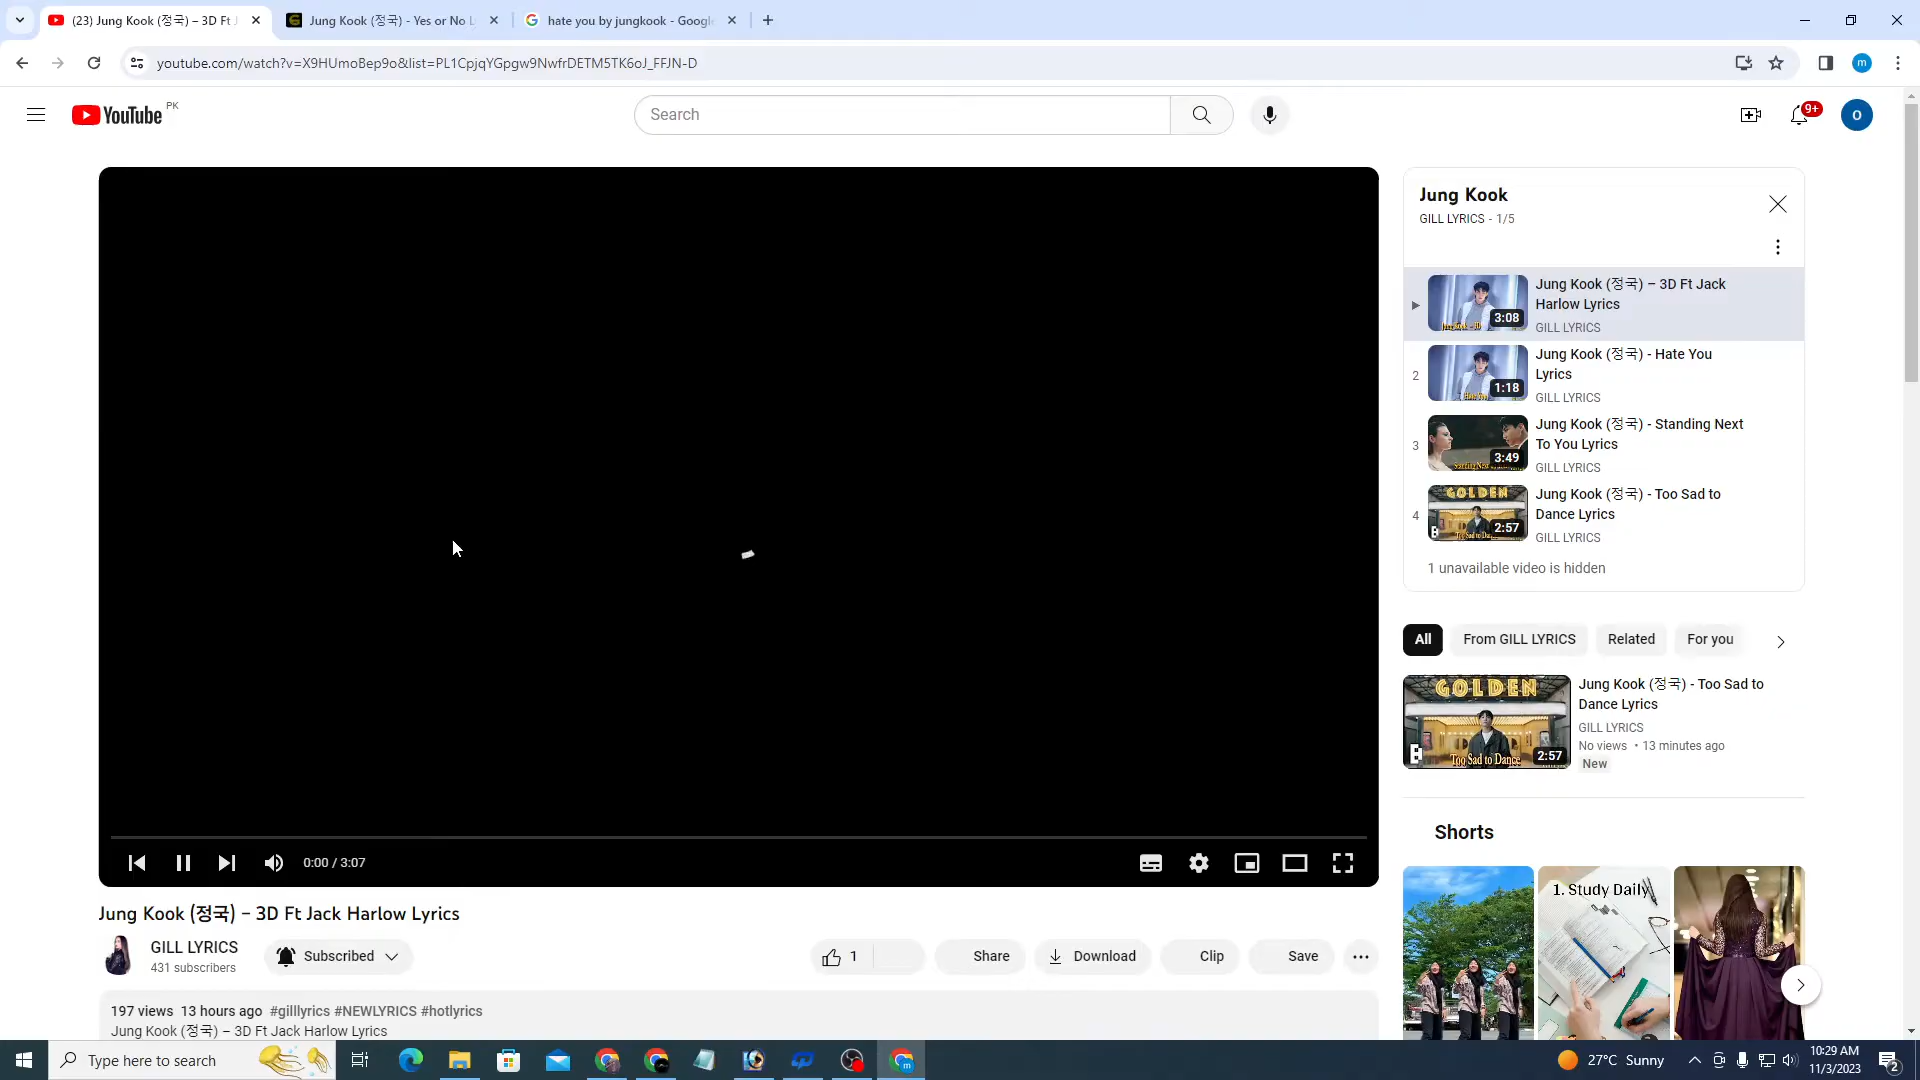 (23) Jung Kook (정국) – 3D Ft J
Jung Kook (정국) - Yes or No L
hate you by jungkook - Google
youtube.com/watch?v=X9HUmoBep9o&list=PL1CpjqYGpgw9NwfrDETM5TK6oJ_FFJN-D
m
YouTube PK
Search
9+
O
Jung Kook
GILL LYRICS - 1/5
3:08
Jung Kook (정국) – 3D Ft Jack
Harlow Lyrics
GILL LYRICS
2
Hate You
1:18
Jung Kook (정국) - Hate You
Lyrics
GILL LYRICS
3
3:49
Jung Kook (정국) - Standing Next
To You Lyrics
GILL LYRICS
4
GOLDEN
2:57
Jung Kook (정국) - Too Sad to
Dance Lyrics
GILL LYRICS
1 unavailable video is hidden
All
From GILL LYRICS
Related
For you
GOLDEN
Too Sad to Dance
2:57
Jung Kook (정국) - Too Sad to
Dance Lyrics
GILL LYRICS
No views • 13 minutes ago
New
Shorts
1. Study Daily
0:00 / 3:07
Jung Kook (정국) – 3D Ft Jack Harlow Lyrics
GILL LYRICS
431 subscribers
Subscribed
1
Share
Download
Clip
Save
197 views 13 hours ago #gilllyrics #NEWLYRICS #hotlyrics
Jung Kook (정국) – 3D Ft Jack Harlow Lyrics
Type here to search
27°C Sunny
10:29 AM
11/3/2023
2